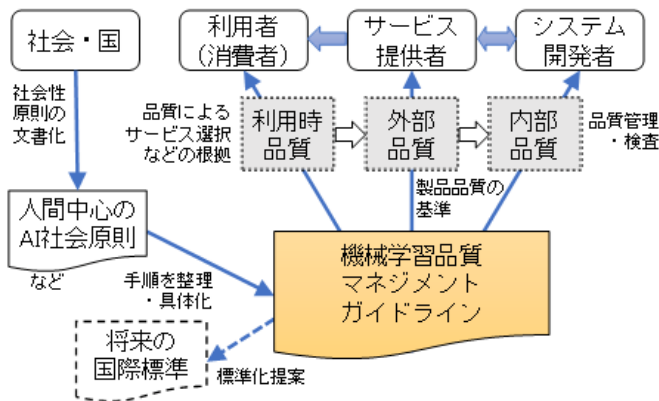 社会・国
利用者
（消費者）
サービス
提供者
システム
開発者
社会性
原則の
文書化
品質による
サービス選択
などの根拠
利用時
品質
外部
品質
内部
品質
品質管理
・検査
製品品質の
基準
人間中心の
AI社会原則
など
手順を整理
・具体化
機械学習品質
マネジメント
ガイドライン
将来の
国際標準
標準化提案